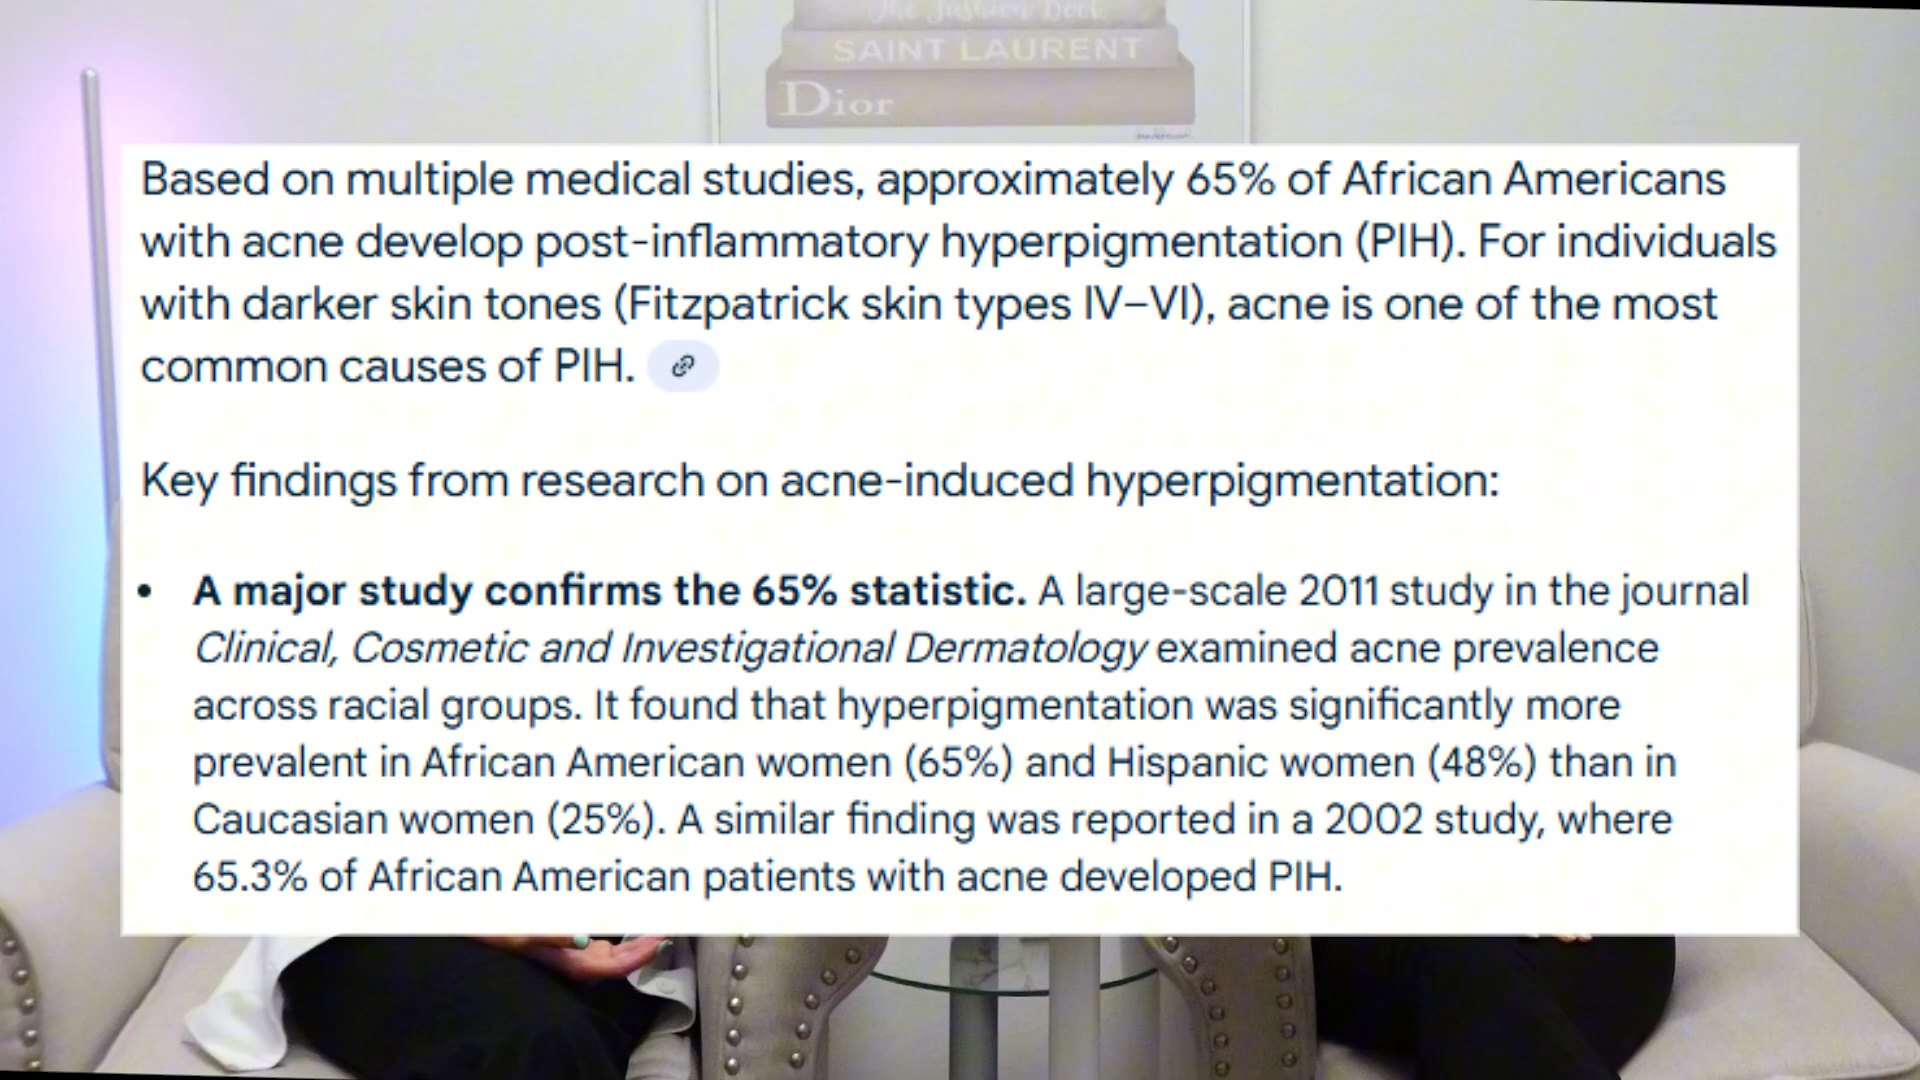 The Fashion Book
SAINT LAURENT
Dior
Based on multiple medical studies, approximately 65% of African Americans
with acne develop post-inflammatory hyperpigmentation (PIH). For individuals
with darker skin tones (Fitzpatrick skin types IV–VI), acne is one of the most
common causes of PIH.
Key findings from research on acne-induced hyperpigmentation:
• A major study confirms the 65% statistic. A large-scale 2011 study in the journal
Clinical, Cosmetic and Investigational Dermatology examined acne prevalence
across racial groups. It found that hyperpigmentation was significantly more
prevalent in African American women (65%) and Hispanic women (48%) than in
Caucasian women (25%). A similar finding was reported in a 2002 study, where
65.3% of African American patients with acne developed PIH.